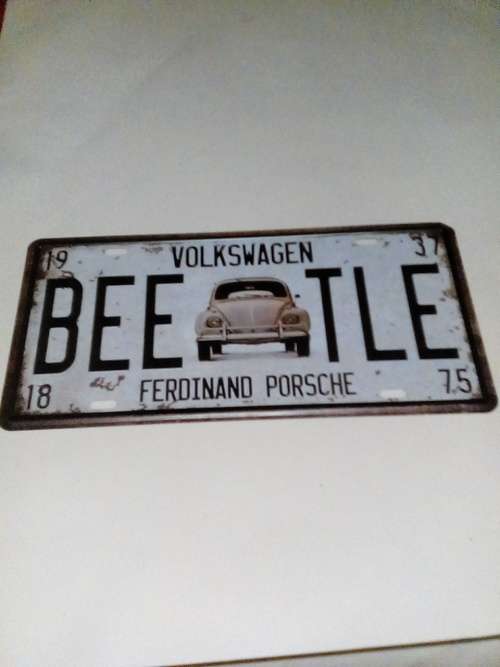 19 VOLKSWAGEN 37
BEE TLE
18 FERDINAND PORSCHE 75